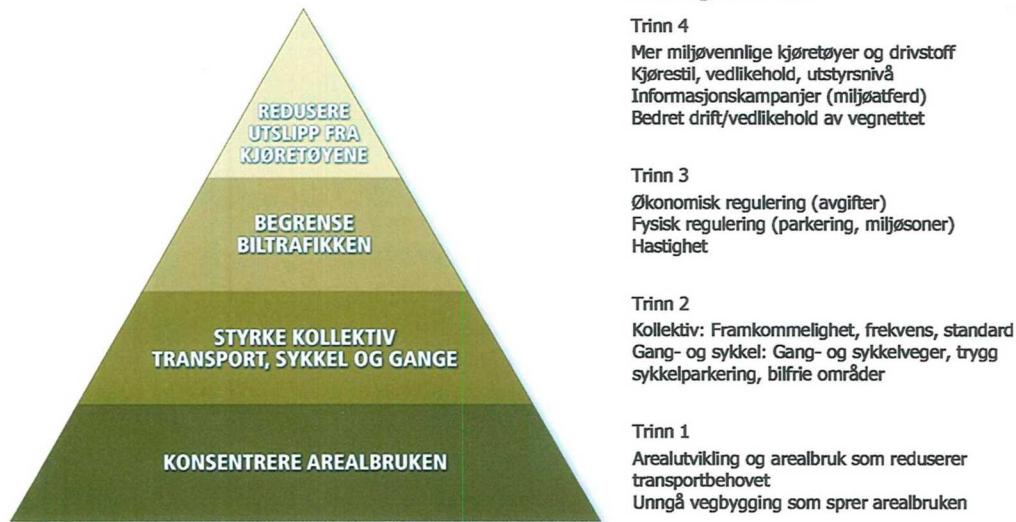 Trinn 4
Mer miljøvennlige kjøretøyer og drivstoff
Kjørestil, vedlikehold, utstyrsnivå
Informasjonskampanjer (miljøatferd)
Bedret drift/vedlikehold av vegnettet
REDUSERE
UTSLIPP FRA
KJØRETØYENE
Trinn 3
Økonomisk regulering (avgifter)
Fysisk regulering (parkering, miljøsoner)
Hastighet
BEGRENSE
BILTRAFIKKEN
Trinn 2
Kollektiv: Framkommelighet, frekvens, standard
Gang- og sykkel: Gang- og sykkelveger, trygg
sykkelparkering, bilfrie områder
STYRKE KOLLEKTIV
TRANSPORT, SYKKEL OG GANGE
Trinn 1
Arealutvikling og arealbruk som reduserer
transportbehovet
Unngå vegbygging som sprer arealbruken
KONSENTRERE AREALBRUKEN